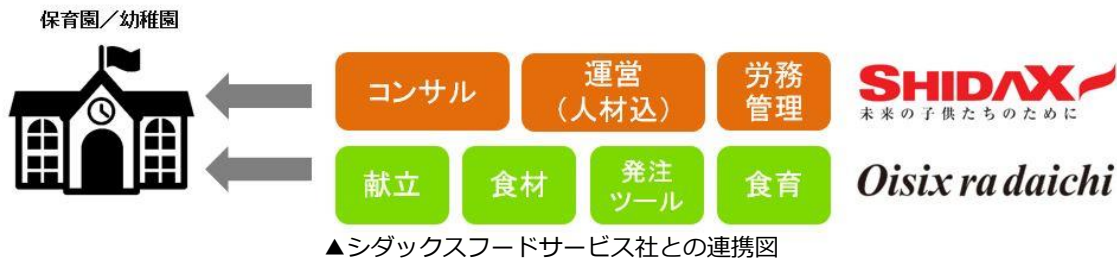 保育園／幼稚園
コンサル
運営
（人材込）
労務
管理
SHIDAX
未来の子供たちのために
献立
食材
発注
ツール
食育
Oisix ra daichi
▲シダックスフードサービス社との連携図